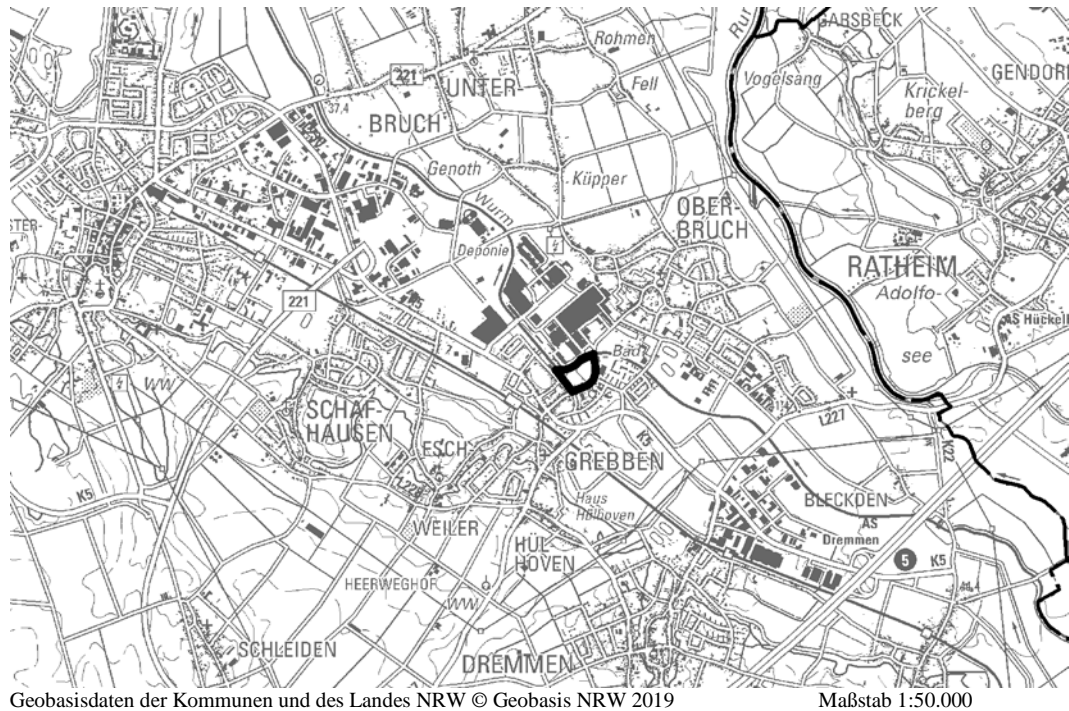 GARSBECK
Rur
Rohmen
Vogelsang
GENDORF
221
UNTER-
BRUCH
Fell
Krickel-
berg
37,4
Genoth
Küpper
Wurm
OBER-
BRUCH
Deponie
RATHEIM
Adolfo-
see
221
AS Hückel
Bad
WW
SCHAF-
HAUSEN
ESCH-
WEILER
L228
K5
GREBBEN
L227
K22
K5
Haus
Hülhoven
BLECKDEN
AS
Dremmen
HÜL-
HOVEN
5
K5
HEERWEGHOF
WW
SCHLEIDEN
DREMMEN
Geobasisdaten der Kommunen und des Landes NRW © Geobasis NRW 2019
Maßstab 1:50.000